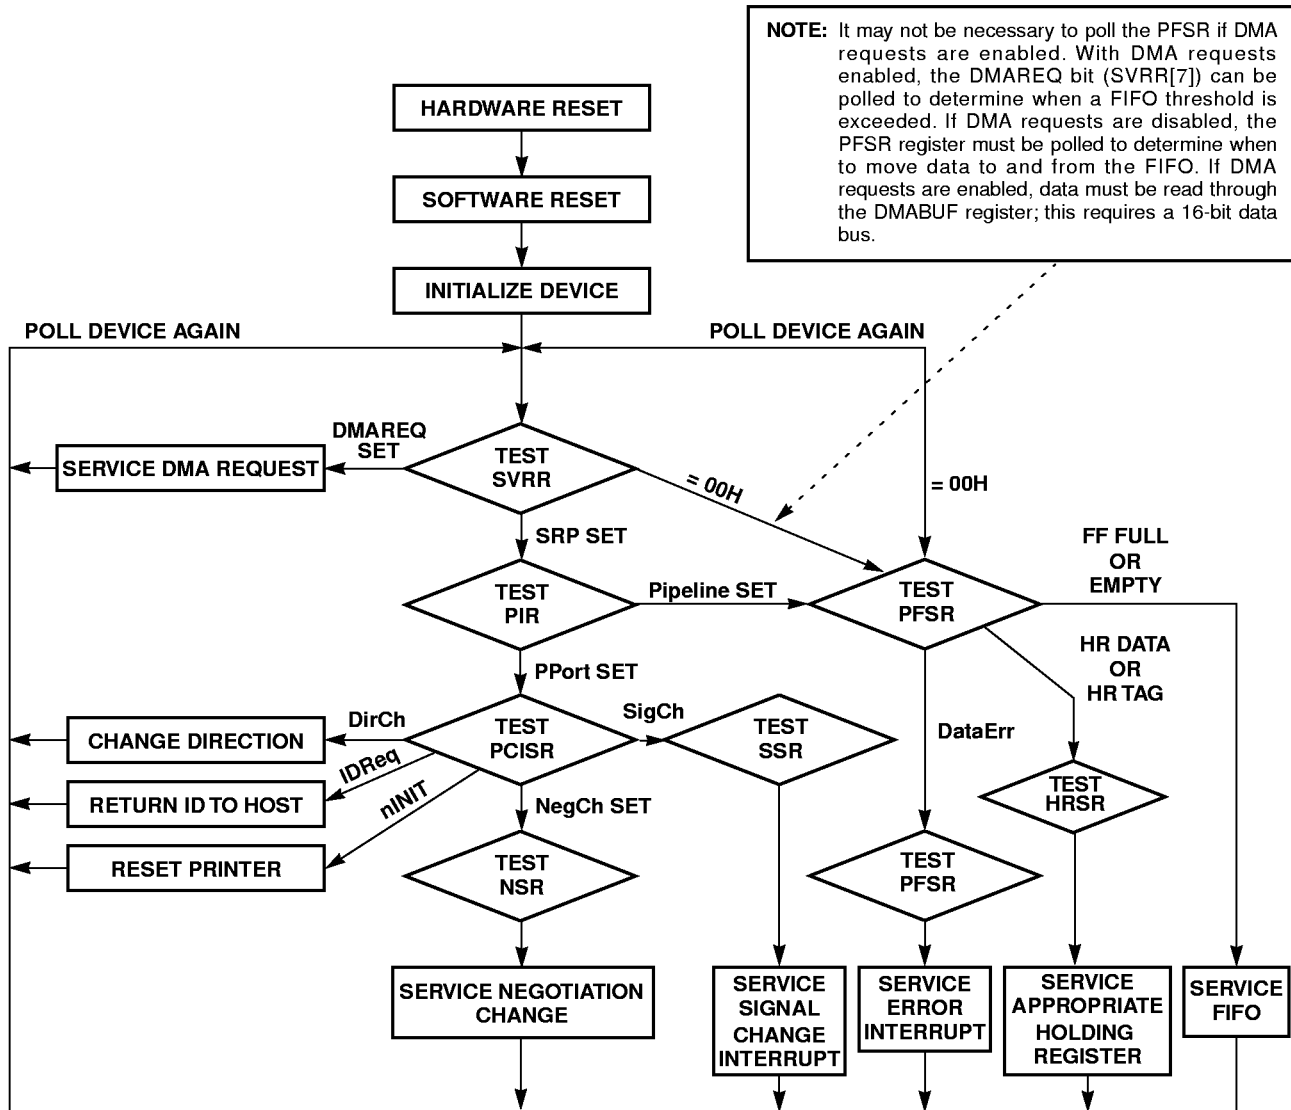 NOTE: It may not be necessary to poll the PFSR if DMA
requests are enabled. With DMA requests
enabled, the DMAREQ bit (SVRR[7]) can be
polled to determine when a FIFO threshold is
exceeded. If DMA requests are disabled, the
PFSR register must be polled to determine when
to move data to and from the FIFO. If DMA
requests are enabled, data must be read through
the DMABUF register; this requires a 16-bit data
bus.
HARDWARE RESET
SOFTWARE RESET
INITIALIZE DEVICE
POLL DEVICE AGAIN
POLL DEVICE AGAIN
DMAREQ
SET
SERVICE DMA REQUEST
TEST
SVRR
= 00H
= 00H
SRP SET
FF FULL
OR
EMPTY
TEST
PIR
Pipeline SET
TEST
PFSR
PPort SET
HR DATA
OR
HR TAG
DirCh
CHANGE DIRECTION
TEST
PCISR
SigCh
TEST
SSR
DataErr
IDReq
RETURN ID TO HOST
nINIT
NegCh SET
TEST
HRSR
RESET PRINTER
TEST
NSR
TEST
PFSR
SERVICE NEGOTIATION
CHANGE
SERVICE
SIGNAL
CHANGE
INTERRUPT
SERVICE
ERROR
INTERRUPT
SERVICE
APPROPRIATE
HOLDING
REGISTER
SERVICE
FIFO